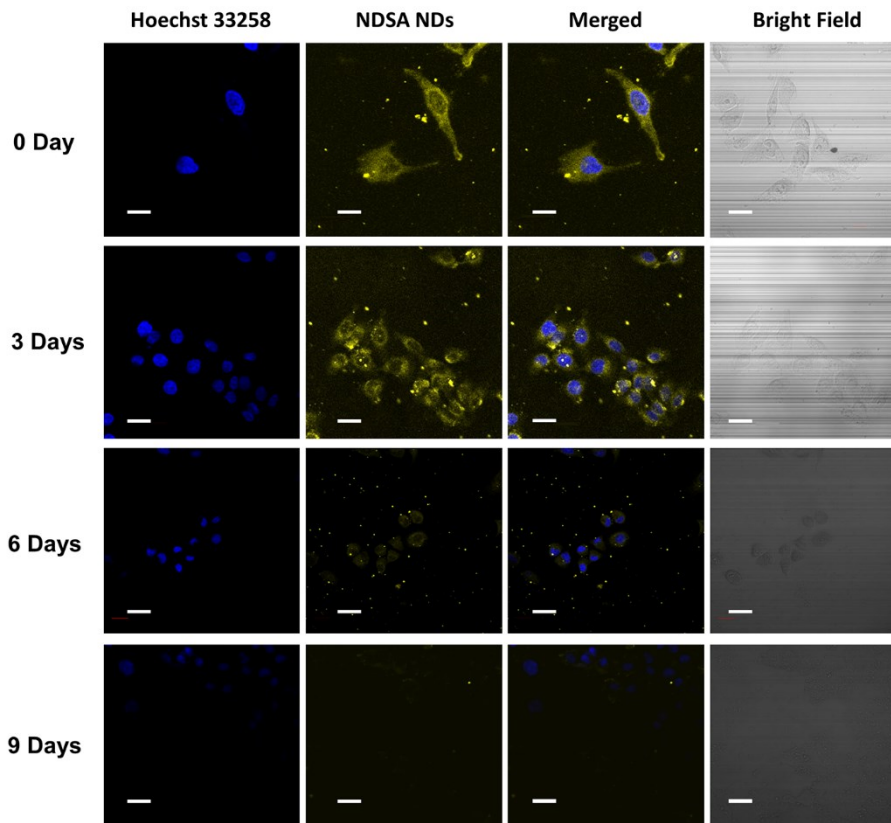 Hoechst 33258 NDSA NDs Merged Bright Field
0 Day
3 Days
6 Days
9 Days